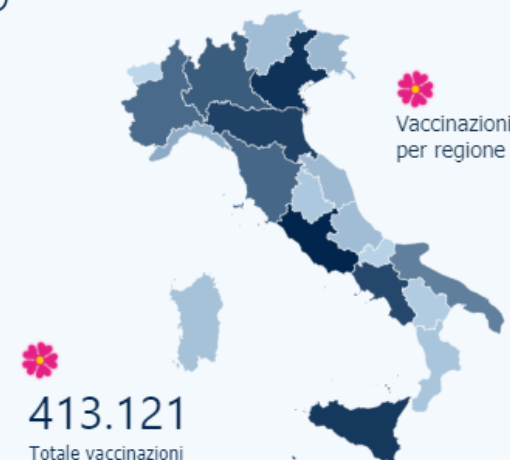 Vaccinazioni
per regione
413.121
Totale vaccinazioni